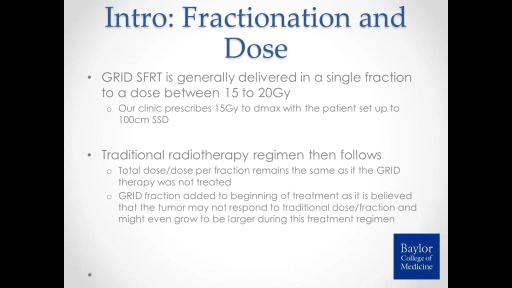 Intro: Fractionation and
Dose
• GRID SFRT is generally delivered in a single fraction
to a dose between 15 to 20Gy
o Our clinic prescribes 15Gy to dmax with the patient set up to
100cm SSD
• Traditional radiotherapy regimen then follows
o Total dose/dose per fraction remains the same as if the GRID
therapy was not treated
o GRID fraction added to beginning of treatment as it is believed
that the tumor may not respond to traditional dose/fraction and
might even grow to be larger during this treatment regimen
Baylor
College of
Medicine
•